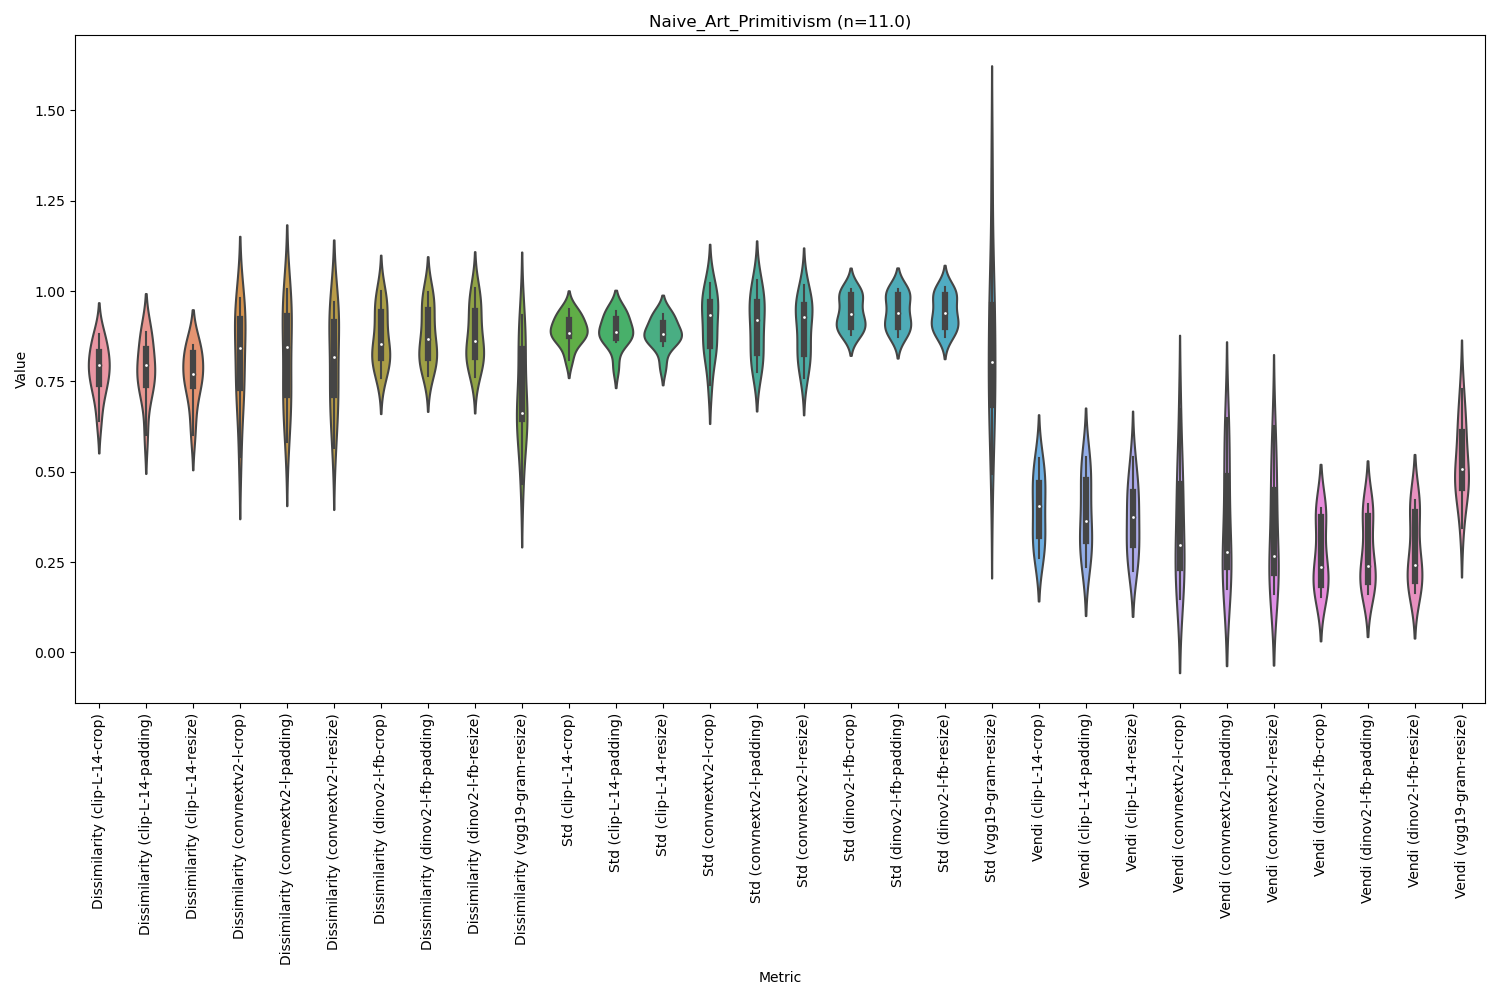 Naive_Art_Primitivism (n=11.0)
Value
1.50
1.25
1.00
0.75
0.50
0.25
0.00
Dissimilarity (clip-L-14-crop)
Dissimilarity (clip-L-14-padding)
Dissimilarity (clip-L-14-resize)
Dissimilarity (convnextv2-l-crop)
Dissimilarity (convnextv2-l-padding)
Dissimilarity (convnextv2-l-resize)
Dissimilarity (dinov2-l-fb-crop)
Dissimilarity (dinov2-l-fb-padding)
Dissimilarity (dinov2-l-fb-resize)
Dissimilarity (vgg19-gram-resize)
Std (clip-L-14-crop)
Std (clip-L-14-padding)
Std (clip-L-14-resize)
Std (convnextv2-l-crop)
Std (convnextv2-l-padding)
Std (convnextv2-l-resize)
Std (dinov2-l-fb-crop)
Std (dinov2-l-fb-padding)
Std (dinov2-l-fb-resize)
Std (vgg19-gram-resize)
Vendi (clip-L-14-crop)
Vendi (clip-L-14-padding)
Vendi (clip-L-14-resize)
Vendi (convnextv2-l-crop)
Vendi (convnextv2-l-padding)
Vendi (convnextv2-l-resize)
Vendi (dinov2-l-fb-crop)
Vendi (dinov2-l-fb-padding)
Vendi (dinov2-l-fb-resize)
Vendi (vgg19-gram-resize)
Metric